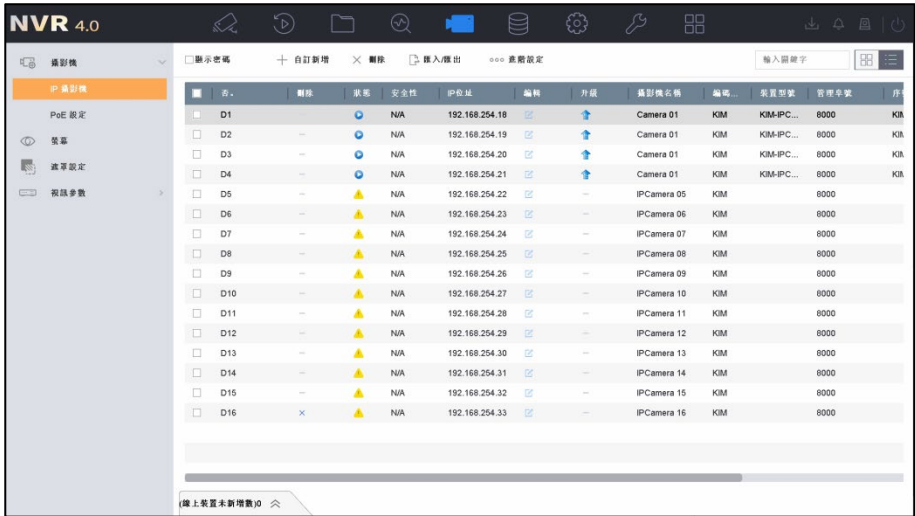 NVR 4.0
攝影機
IP 攝影機
PoE 設定
螢幕
遮罩設定
視訊參數
顯示密碼 自訂新增 刪除 匯入/匯出 進階設定 輸入關鍵字
刪除 狀態 安全性 IP位址 編輯 升級 攝影機名稱 編碼... 裝置型號 管理埠號 序
D1 — N/A 192.168.254.18 Camera 01 KIM KIM-IPC... 8000 KIM
D2 — N/A 192.168.254.19 Camera 01 KIM KIM-IPC... 8000 KIM
D3 — N/A 192.168.254.20 Camera 01 KIM KIM-IPC... 8000 KIM
D4 — N/A 192.168.254.21 Camera 01 KIM KIM-IPC... 8000 KIM
D5 — N/A 192.168.254.22 — IPCamera 05 KIM 8000
D6 — N/A 192.168.254.23 — IPCamera 06 KIM 8000
D7 — N/A 192.168.254.24 — IPCamera 07 KIM 8000
D8 — N/A 192.168.254.25 — IPCamera 08 KIM 8000
D9 — N/A 192.168.254.26 — IPCamera 09 KIM 8000
D10 — N/A 192.168.254.27 — IPCamera 10 KIM 8000
D11 — N/A 192.168.254.28 — IPCamera 11 KIM 8000
D12 — N/A 192.168.254.29 — IPCamera 12 KIM 8000
D13 — N/A 192.168.254.30 — IPCamera 13 KIM 8000
D14 — N/A 192.168.254.31 — IPCamera 14 KIM 8000
D15 — N/A 192.168.254.32 — IPCamera 15 KIM 8000
D16 × N/A 192.168.254.33 — IPCamera 16 KIM 8000
(線上裝置未新增數)0